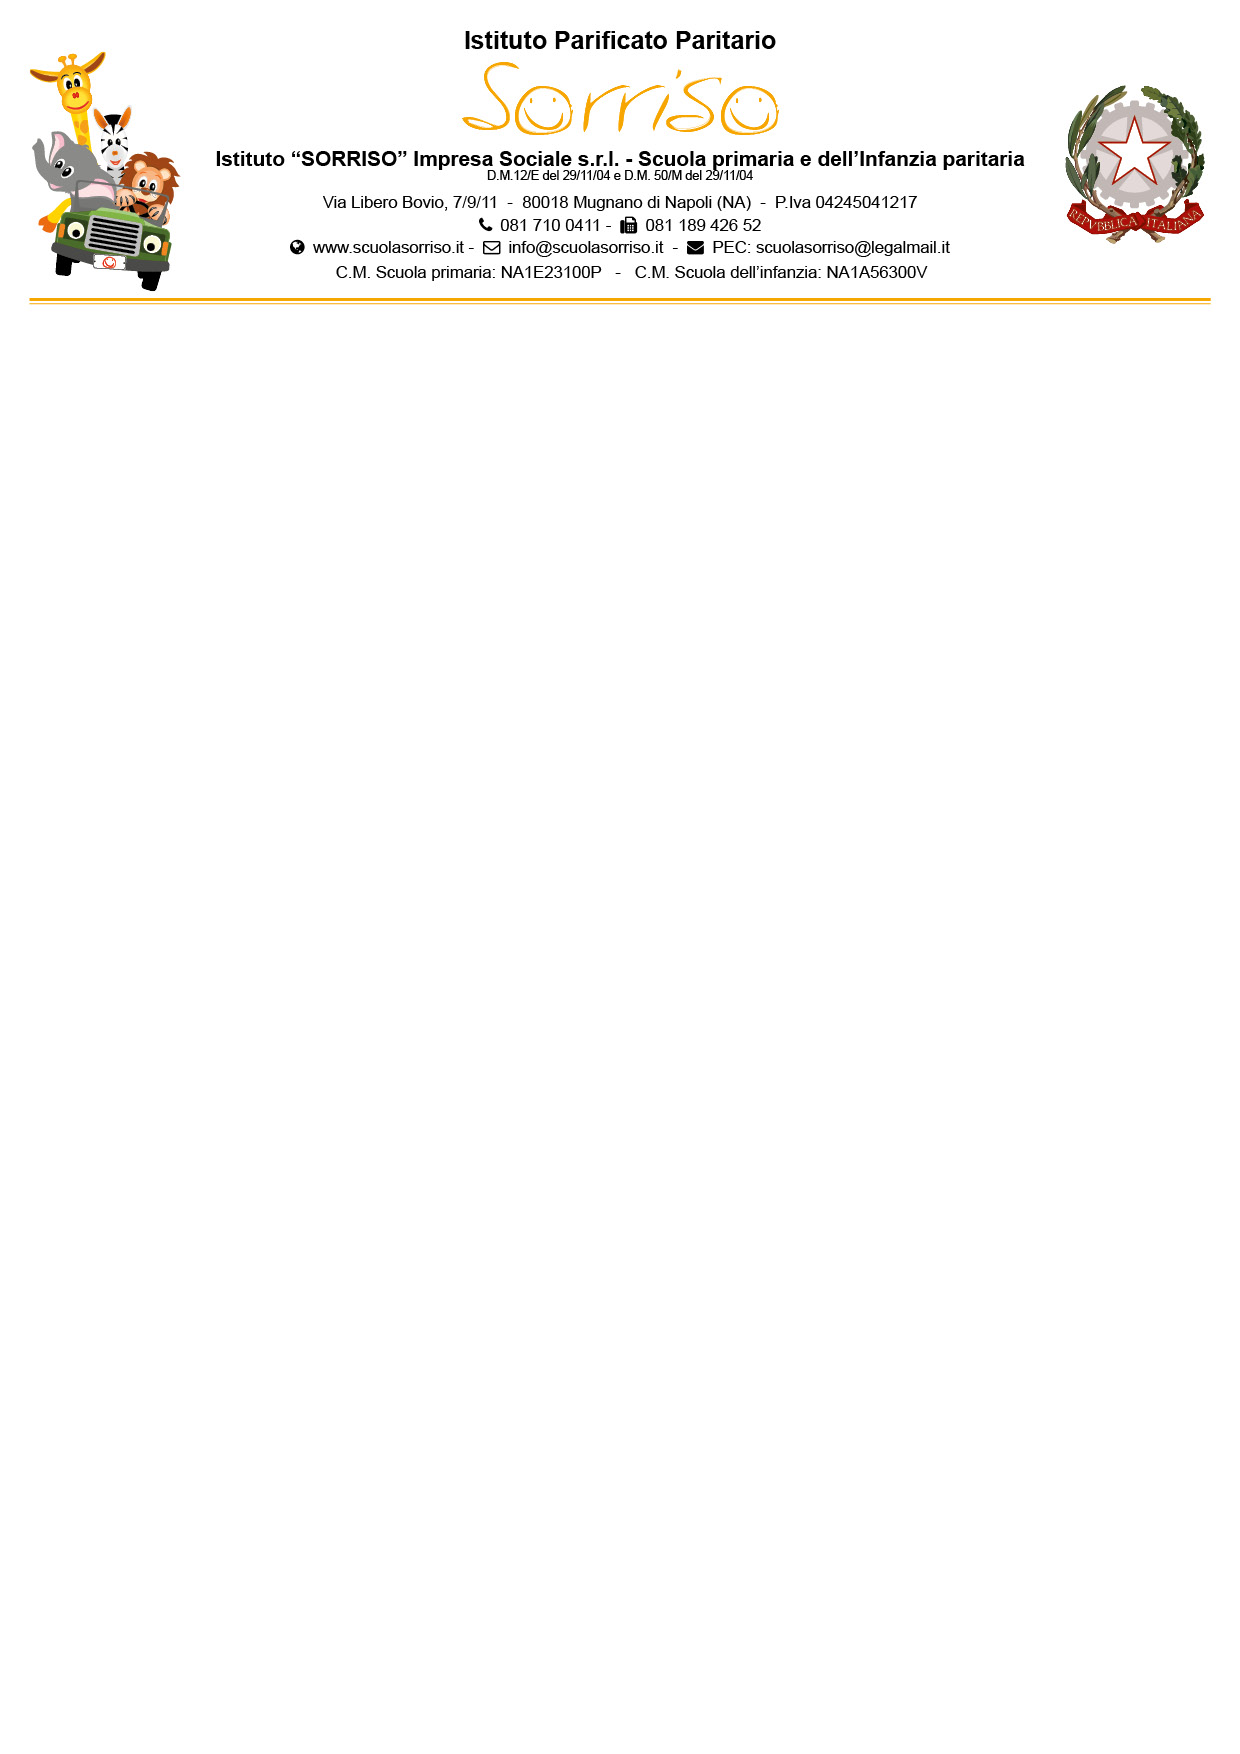 Istituto Parificato Paritario
Sorriso
Istituto “SORRISO” Impresa Sociale s.r.l. - Scuola primaria e dell’Infanzia paritaria
D.M.12/E del 29/11/04 e D.M. 50/M del 29/11/04
Via Libero Bovio, 7/9/11 - 80018 Mugnano di Napoli (NA) - P.Iva 04245041217
081 710 0411 - 081 189 426 52
www.scuolasorriso.it - info@scuolasorriso.it - PEC: scuolasorriso@legalmail.it
C.M. Scuola primaria: NA1E23100P - C.M. Scuola dell’infanzia: NA1A56300V
REPVBBLICA ITALIANA